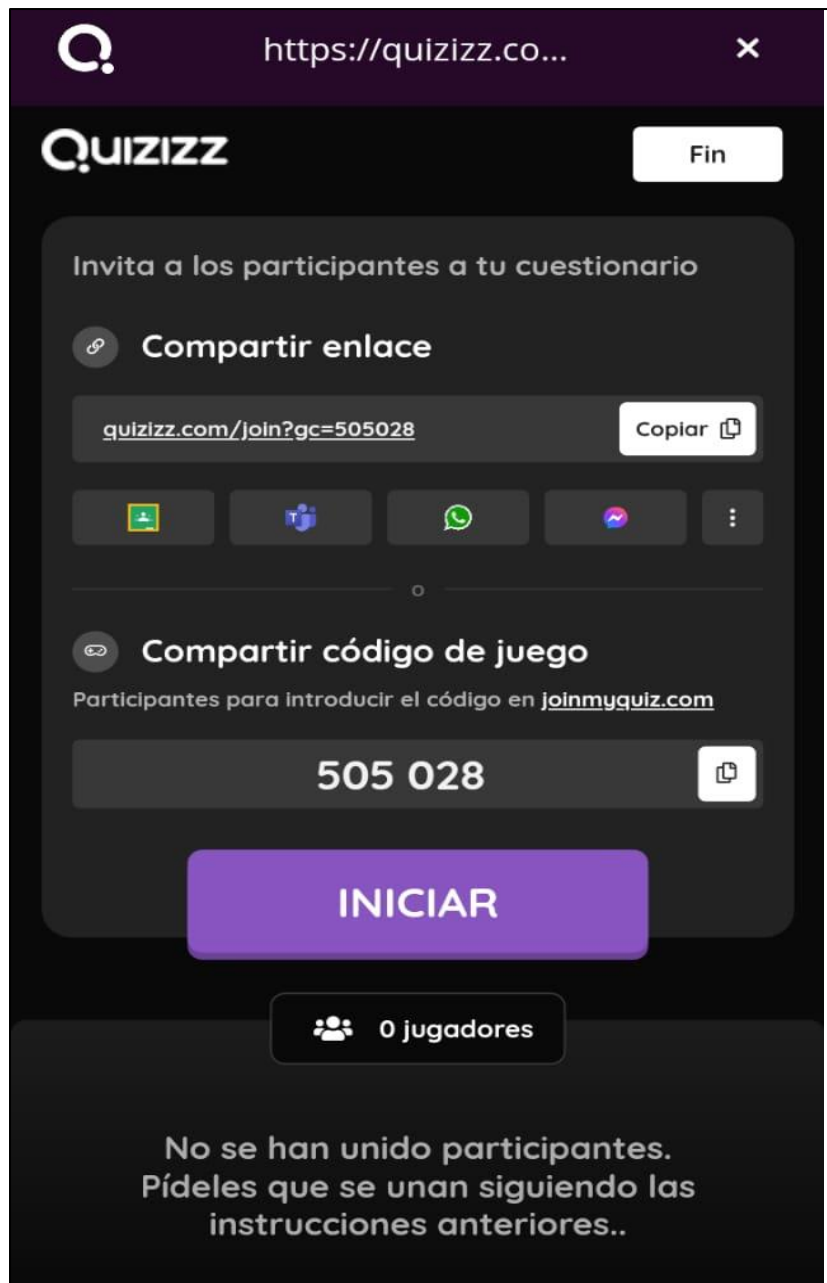 https://quizizz.co...
Quizizz
Fin
Invita a los participantes a tu cuestionario
Compartir enlace
quizizz.com/join?gc=505028
Copiar
o
Compartir código de juego
Participantes para introducir el código en joinmyquiz.com
505 028
INICIAR
0 jugadores
No se han unido participantes.
Pídeles que se unan siguiendo las
instrucciones anteriores..